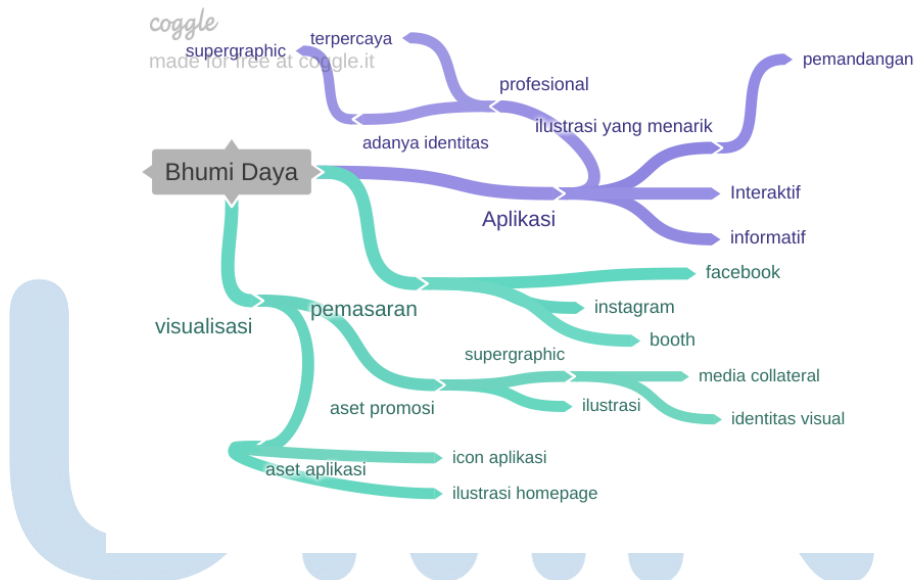 coggle
made for free at coggle.it
supergraphic
terpercaya
profesional
pemandangan
adanya identitas
ilustrasi yang menarik
Bhumi Daya
Interaktif
Aplikasi
informatif
facebook
pemasaran
instagram
visualisasi
booth
supergraphic
media collateral
aset promosi
ilustrasi
identitas visual
aset aplikasi
icon aplikasi
ilustrasi homepage